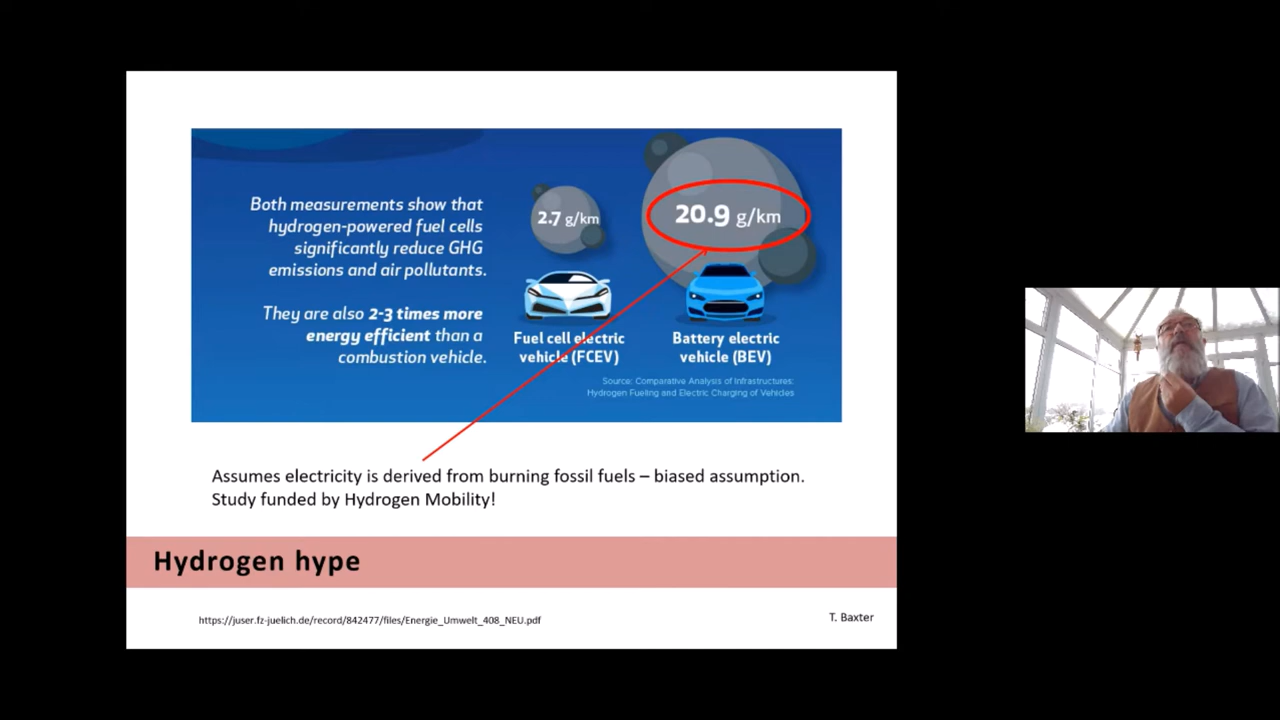 Both measurements show that
hydrogen-powered fuel cells
significantly reduce GHG
emissions and air pollutants.
They are also 2-3 times more
energy efficient than a
combustion vehicle.
2.7 g/km
20.9 g/km
Fuel cell electric
vehicle (FCEV)
Battery electric
vehicle (BEV)
Source: Comparative Analysis of Infrastructures:
Hydrogen Fueling and Electric Charging of Vehicles
Assumes electricity is derived from burning fossil fuels – biased assumption.
Study funded by Hydrogen Mobility!
Hydrogen hype
https://juser.fz-juelich.de/record/842477/files/Energie_Umwelt_408_NEU.pdf
T. Baxter